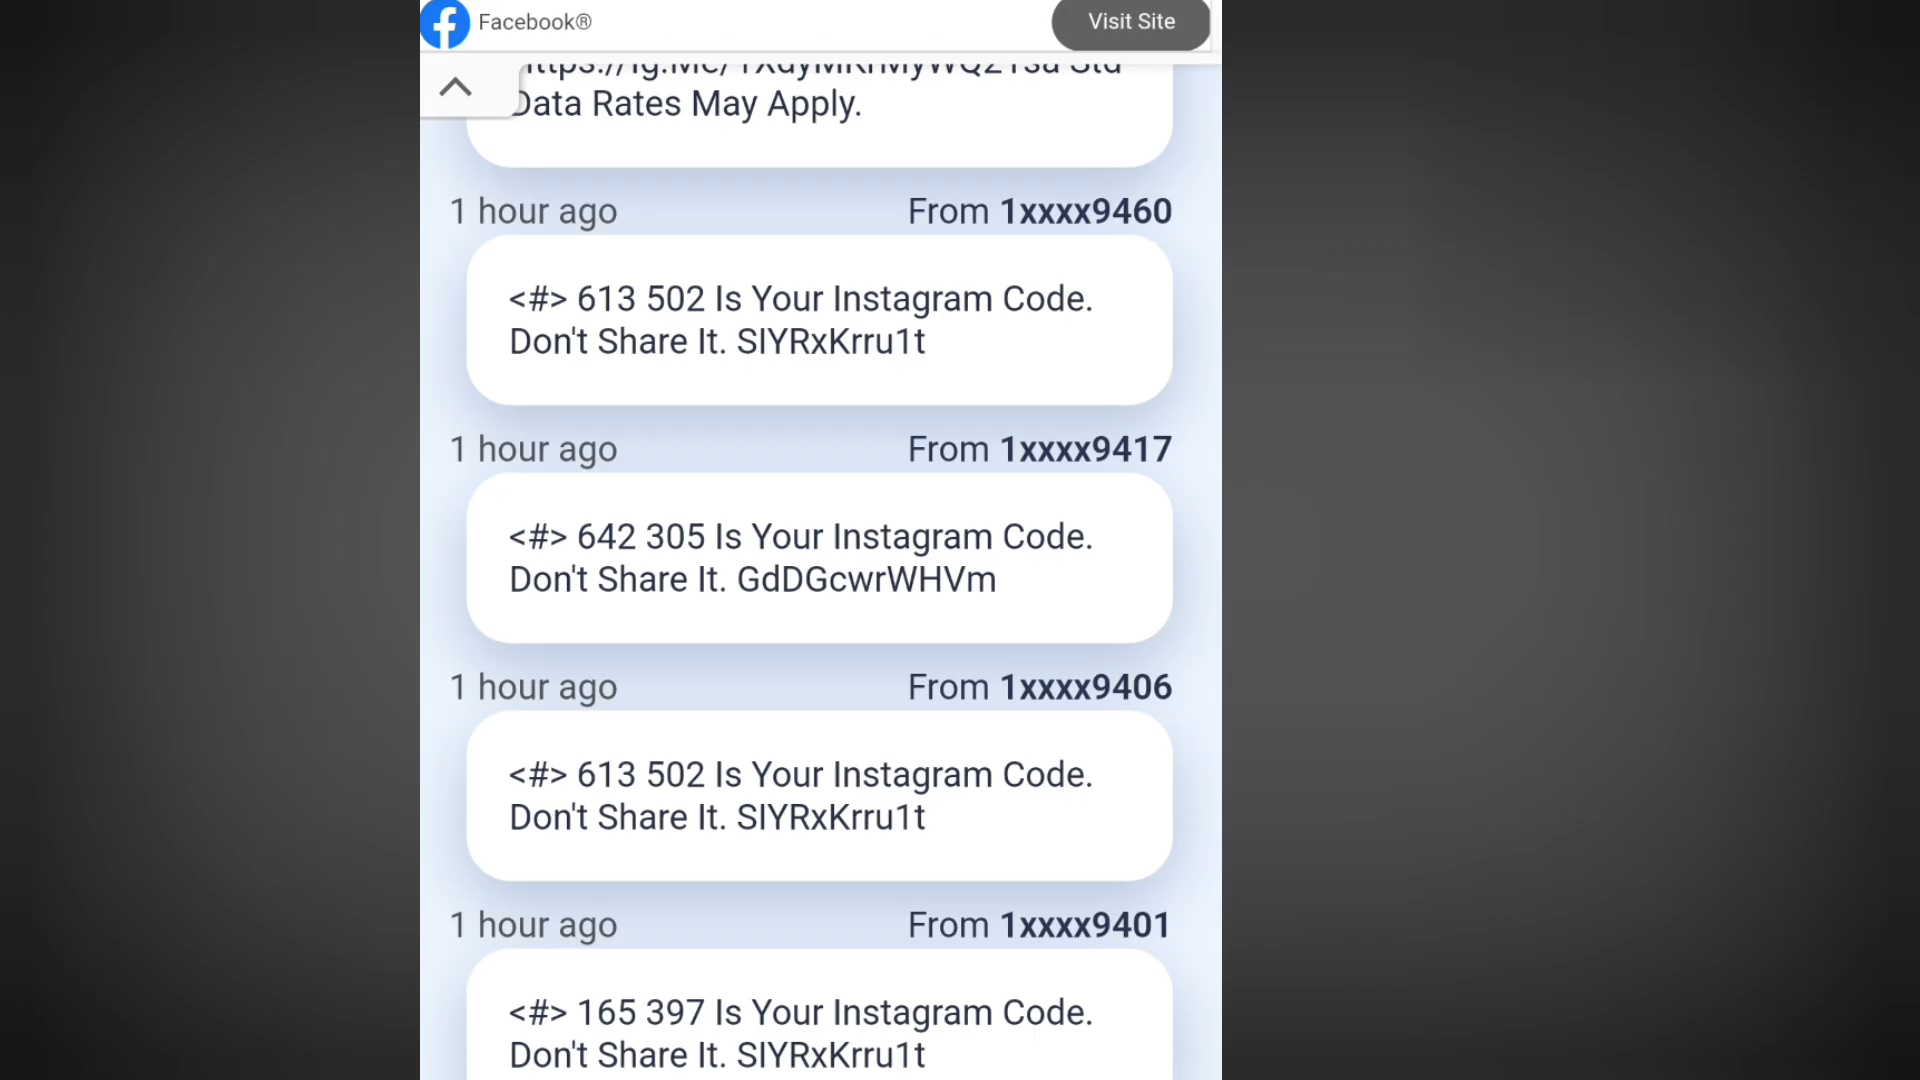 Facebook®
Visit Site
Data Rates May Apply.
1 hour ago From 1xxxx9460
<#> 613 502 Is Your Instagram Code.
Don't Share It. SIYRxKrru1t
1 hour ago From 1xxxx9417
<#> 642 305 Is Your Instagram Code.
Don't Share It. GdDGcwrWHVm
1 hour ago From 1xxxx9406
<#> 613 502 Is Your Instagram Code.
Don't Share It. SIYRxKrru1t
1 hour ago From 1xxxx9401
<#> 165 397 Is Your Instagram Code.
Don't Share It. SIYRxKrru1t